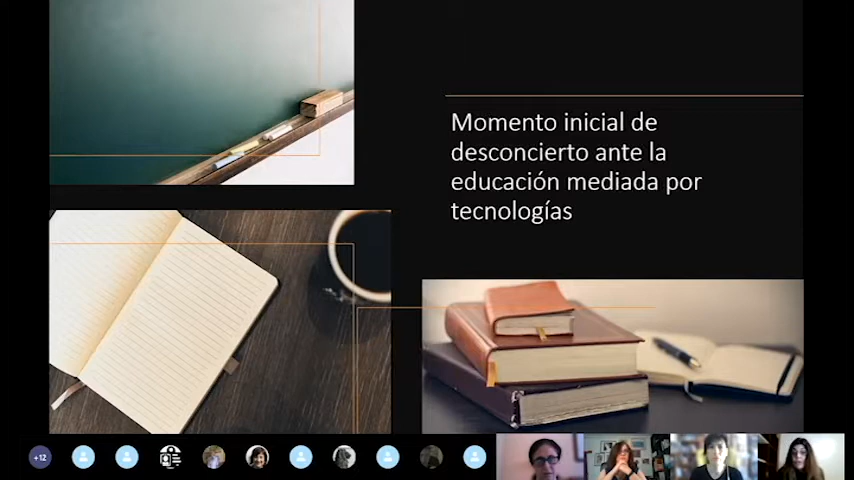 Momento inicial de
desconcierto ante la
educación mediada por
tecnologías
+12